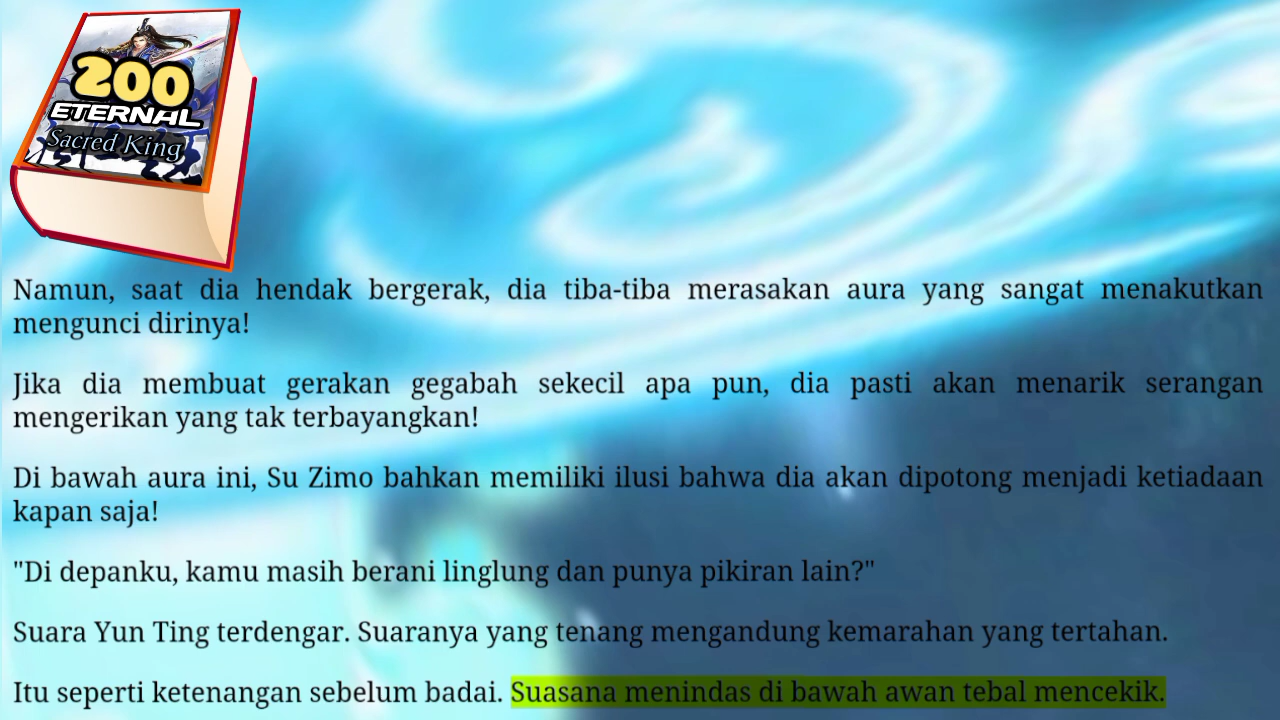 200
ETERNAL
Sacred King
Namun, saat dia hendak bergerak, dia tiba-tiba merasakan aura yang sangat menakutkan
mengunci dirinya!
Jika dia membuat gerakan gegabah sekecil apa pun, dia pasti akan menarik serangan
mengerikan yang tak terbayangkan!
Di bawah aura ini, Su Zimo bahkan memiliki ilusi bahwa dia akan dipotong menjadi ketiadaan
kapan saja!
"Di depanku, kamu masih berani linglung dan punya pikiran lain?"
Suara Yun Ting terdengar. Suaranya yang tenang mengandung kemarahan yang tertahan.
Itu seperti ketenangan sebelum badai. Suasana menindas di bawah awan tebal mencekik.